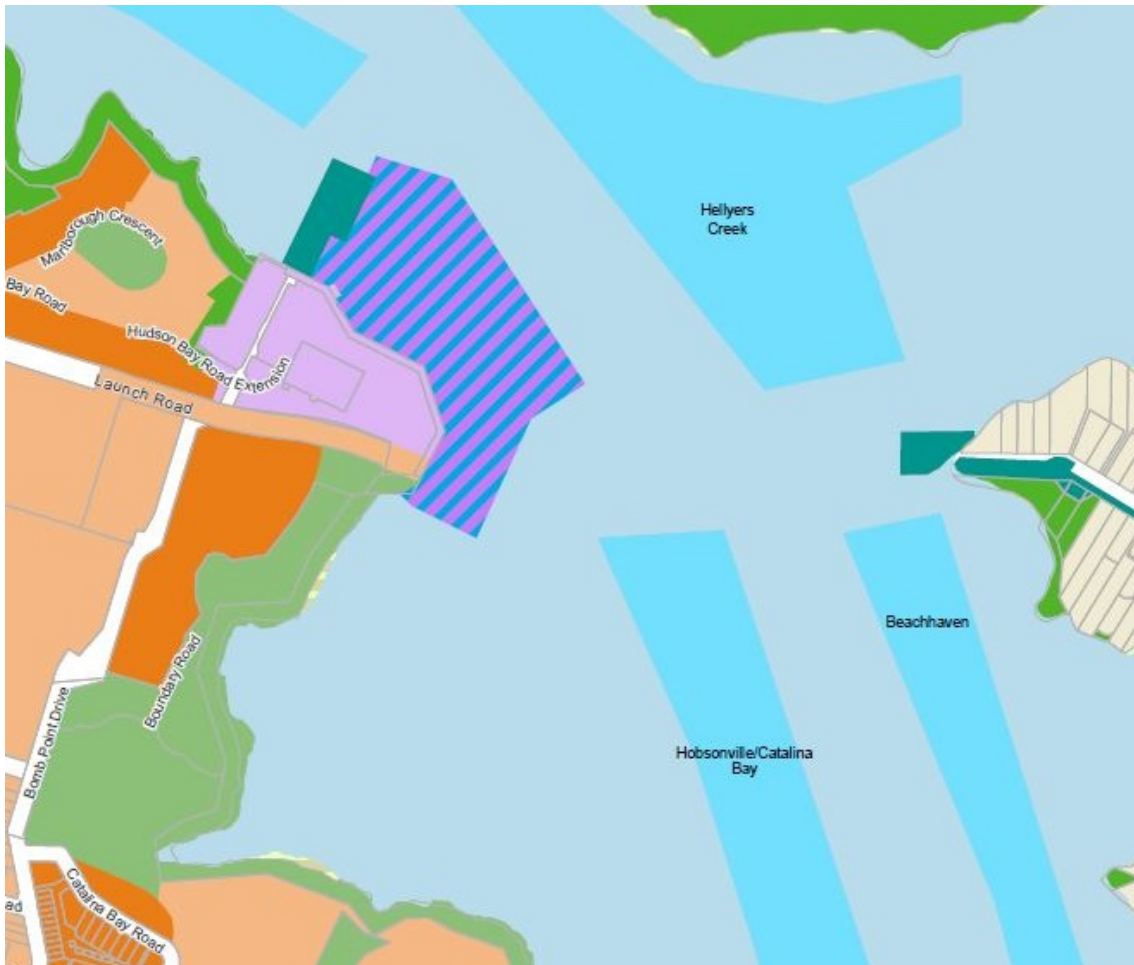 Hellyers
Creek
Marlborough Crescent
Bay Road
Hudson Bay Road Extension
Launch Road
Beachhaven
Boundary Road
Bomb Point Drive
Hobsonville/Catalina
Bay
Catalina Bay Road
ad